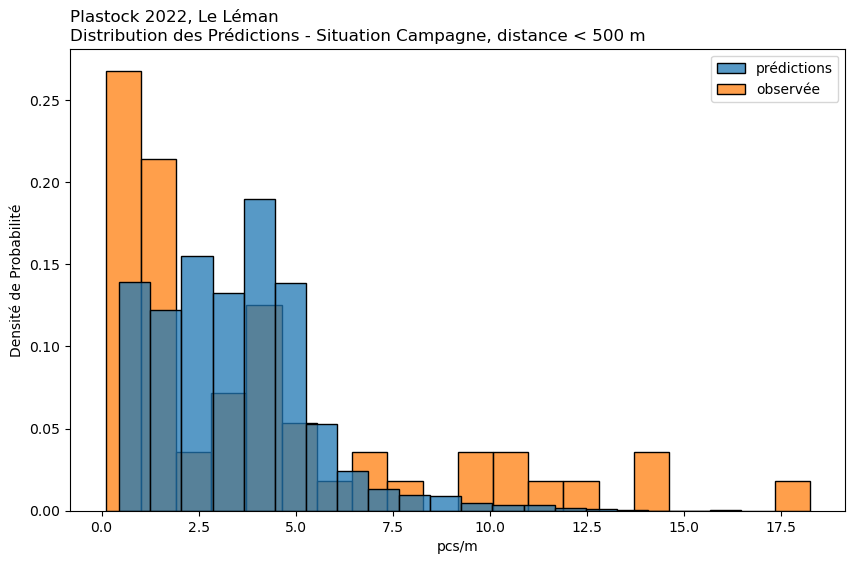 Plastock 2022, Le Léman
Distribution des Prédictions - Situation Campagne, distance < 500 m
prédictions
observée
Densité de Probabilité
0.25
0.20
0.15
0.10
0.05
0.00
0.0 2.5 5.0 7.5 10.0 12.5 15.0 17.5
pcs/m